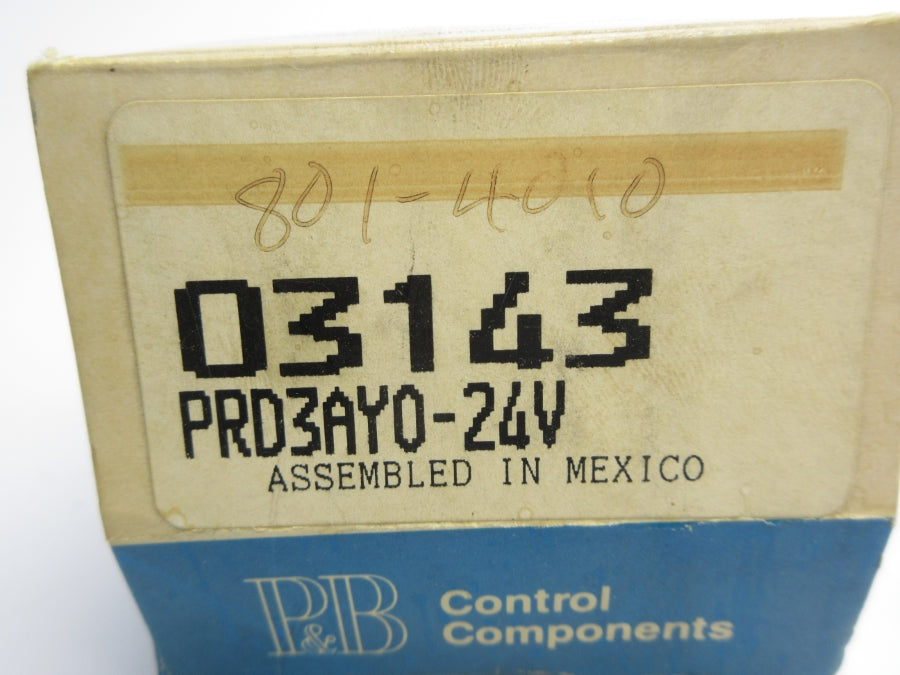 801-4010
03143
PRD3AY0-24V
ASSEMBLED IN MEXICO
P&B
Control
Components